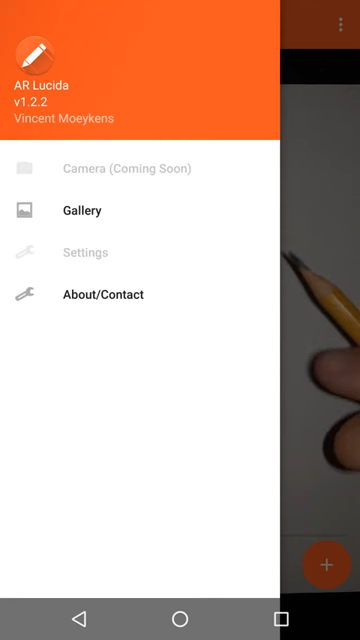 AR Lucida
v1.2.2
Vincent Moeykens
Camera (Coming Soon)
Gallery
Settings
About/Contact